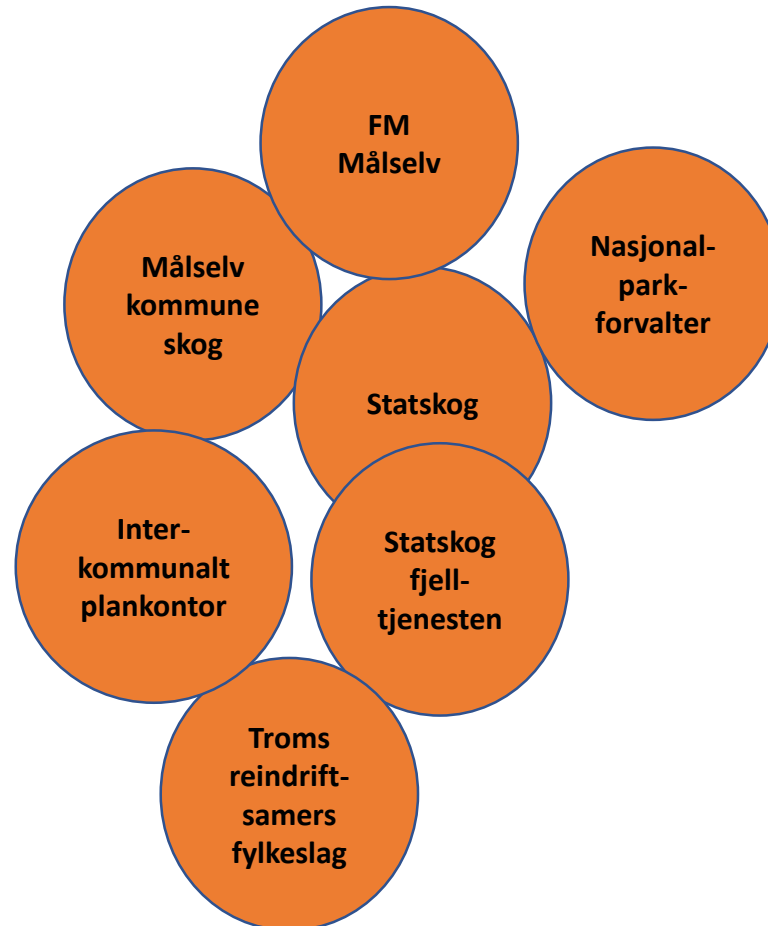 FM
Målselv
Målselv
kommune
skog
Nasjonal-
park-
forvalter
Statskog
Inter-
kommunalt
plankontor
Statskog
fjell-
tjenesten
Troms
reindrift-
samers
fylkeslag